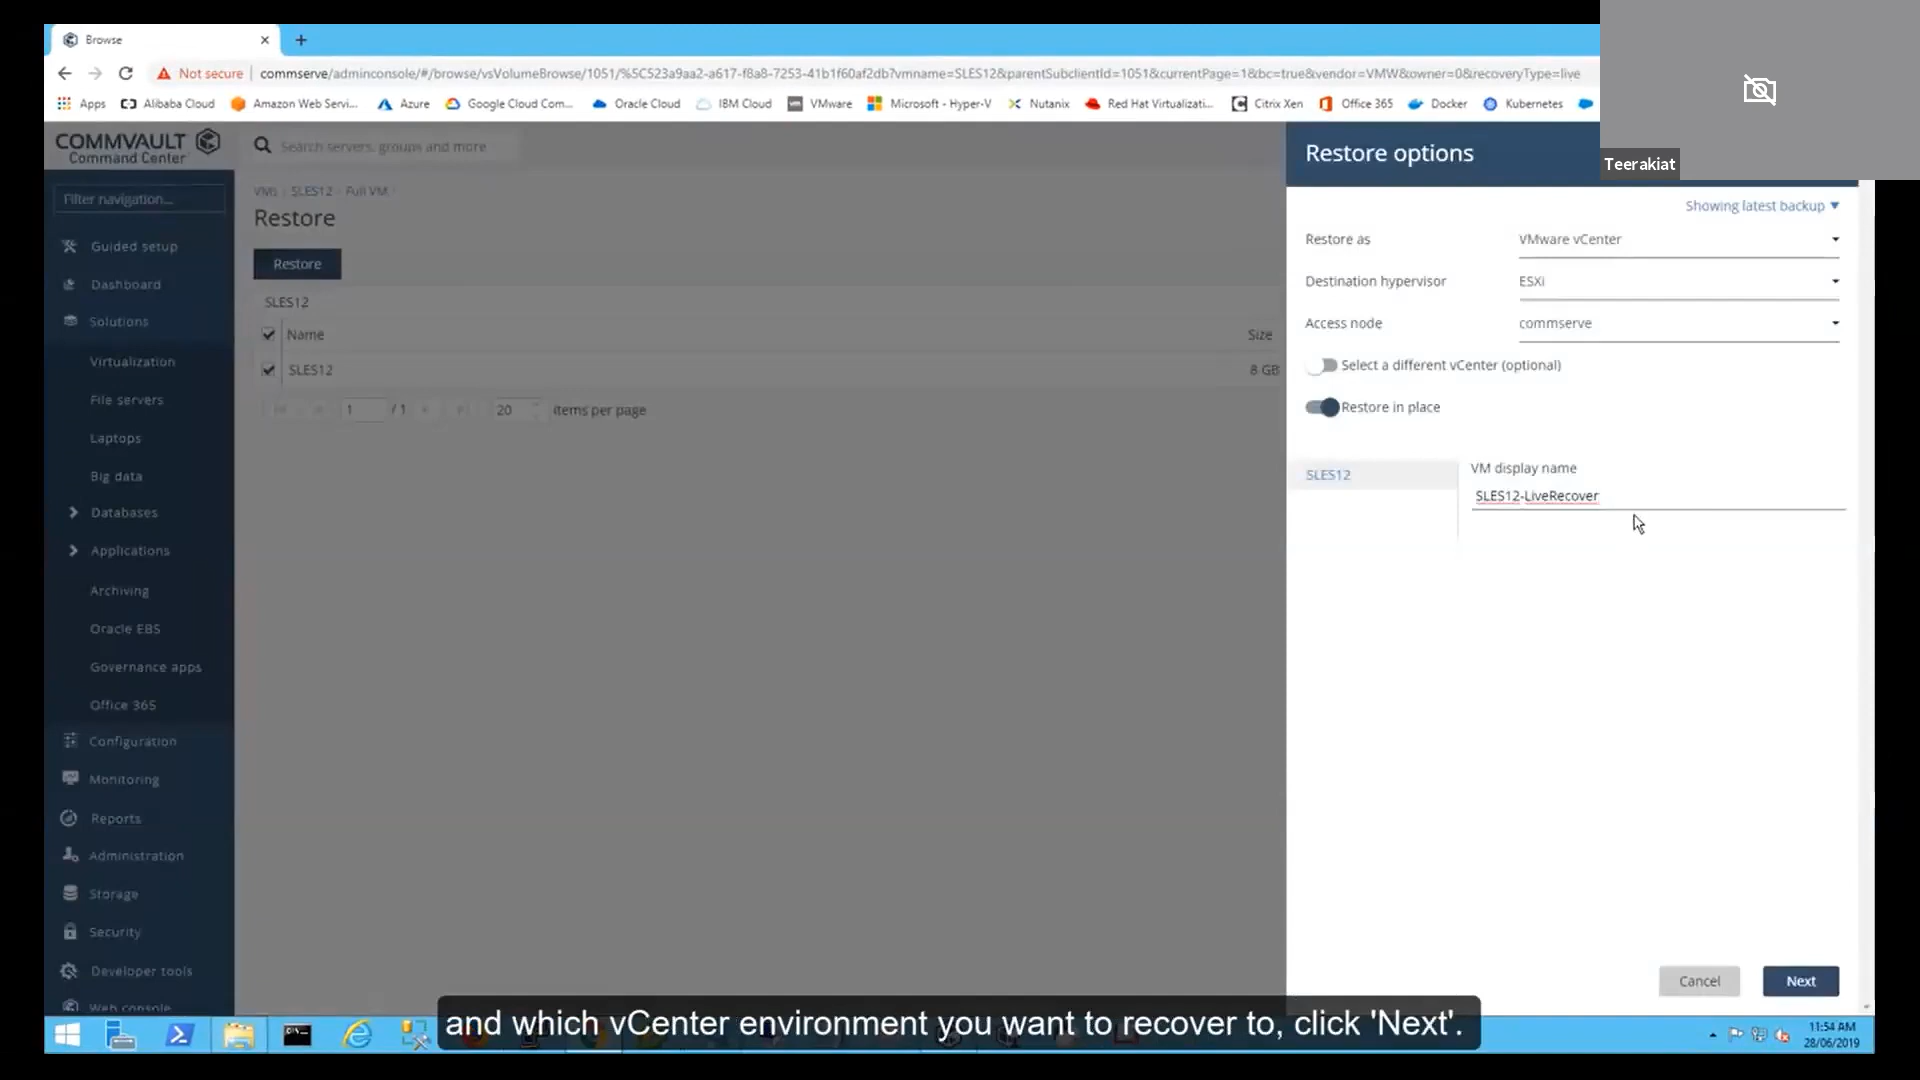 Browse
Not secure
commserve/adminconsole/#/browse/vsVolumeBrowse/1051/%5C523a9aa2-a617-f8a8-7253-41b1f60af2db?vmname=SLES12&parentSubclientId=1051&currentPage=1&bc=true&vendor=VMW&owner=0&recoveryType=live
Apps
Alibaba Cloud
Amazon Web Servi...
Azure
Google Cloud Com...
Oracle Cloud
IBM Cloud
VMware
Microsoft - Hyper-V
Nutanix
Red Hat Virtualizati...
Citrix Xen
Office 365
Docker
Kubernetes
Teerakiat
COMMVAULT
Command Center
Search servers, groups and more
Filter navigation...
Guided setup
Dashboard
Solutions
Virtualization
File servers
Laptops
Big data
Databases
Applications
Archiving
Oracle EBS
Governance apps
Office 365
Configuration
Monitoring
Reports
Administration
Storage
Security
Developer tools
Web console
VMs / SLES12 / Full VM /
Restore
Restore
SLES12
Name
Size
SLES12
8 GB
1 / 1
20 items per page
Restore options
Showing latest backup
Restore as
VMware vCenter
Destination hypervisor
ESXi
Access node
commserve
Select a different vCenter (optional)
Restore in place
SLES12
VM display name
SLES12-LiveRecover
Cancel
Next
and which vCenter environment you want to recover to, click 'Next'.
11:54 AM
28/06/2019